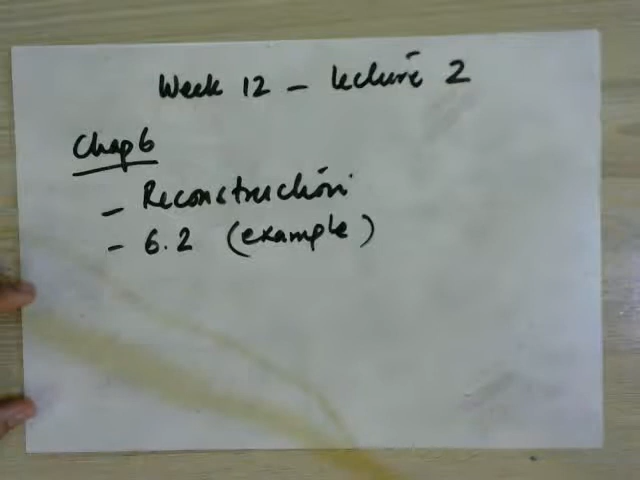 Week 12 - Lecture 2
Chap 6
- Reconstruction
- 6.2 (example)